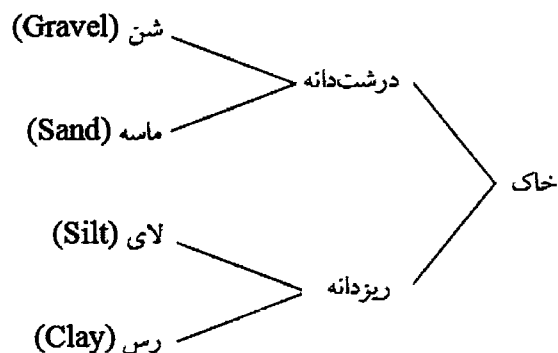 شن (Gravel)
درشت‌دانه
ماسه (Sand)
خاک
لای (Silt)
ریزدانه
رس (Clay)